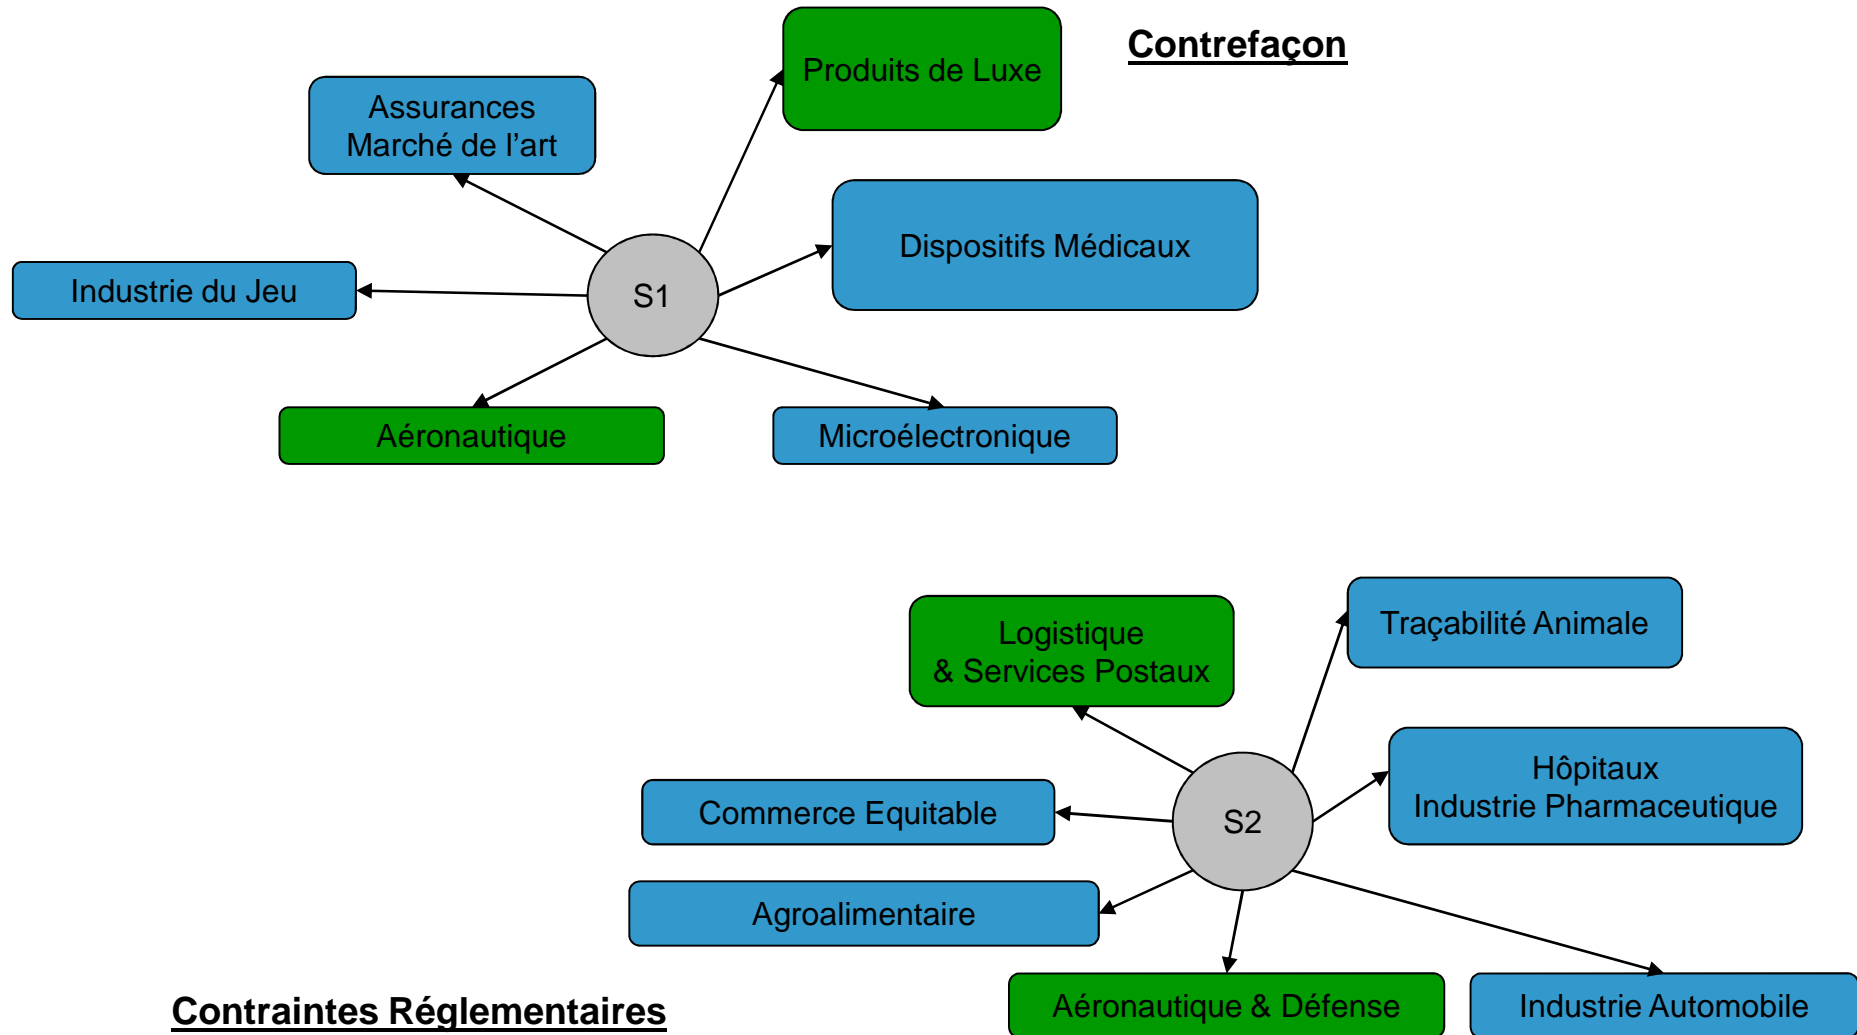 Contrefaçon
Produits de Luxe
Assurances
Marché de l'art
Dispositifs Médicaux
Industrie du Jeu
S1
Aéronautique
Microélectronique
Logistique
& Services Postaux
Traçabilité Animale
Hôpitaux
Industrie Pharmaceutique
Commerce Equitable
S2
Agroalimentaire
Aéronautique & Défense
Industrie Automobile
Contraintes Réglementaires